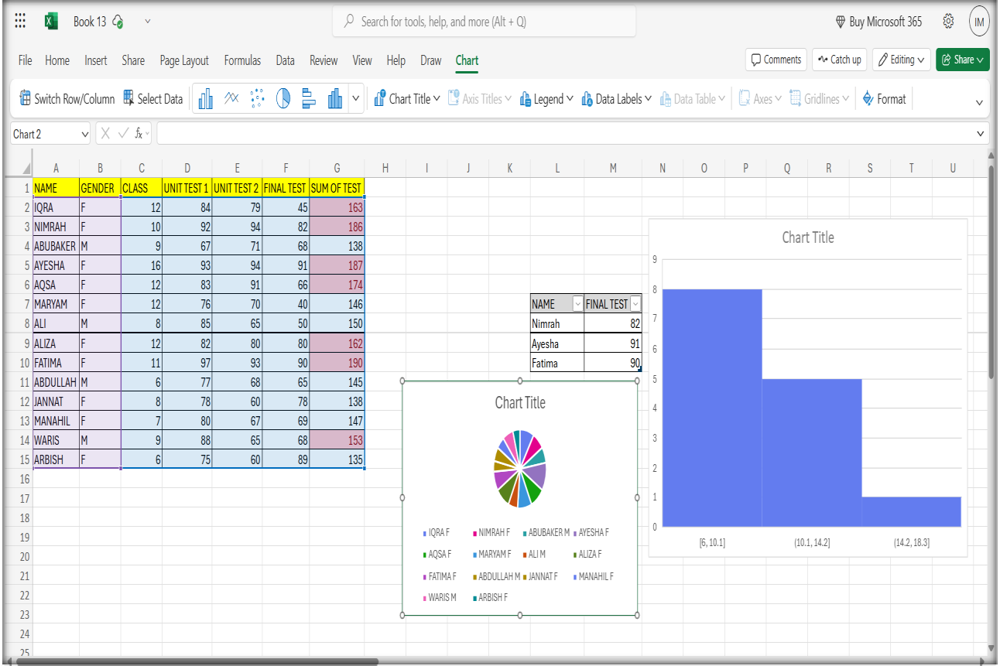 Book 13
Search for tools, help, and more (Alt + Q)
Buy Microsoft 365
IM
File Home Insert Share Page Layout Formulas Data Review View Help Draw Chart
Comments Catch up Editing Share
Switch Row/Column Select Data Chart Title Axis Titles Legend Data Labels Data Table Axes Gridlines Format
Chart 2 fx
A B C D E F G H I J K L M N O P Q R S T U
1 NAME GENDER CLASS UNIT TEST 1 UNIT TEST 2 FINAL TEST SUM OF TEST
2 IQRA F 12 84 79 45 163
3 NIMRAH F 10 92 94 82 186
4 ABUBAKER M 9 67 71 68 138
5 AYESHA F 16 93 94 91 187
6 AQSA F 12 83 91 66 174
7 MARYAM F 12 76 70 40 146
8 ALI M 8 85 65 50 150
9 ALIZA F 12 82 80 80 162
10 FATIMA F 11 97 93 90 190
11 ABDULLAH M 6 77 68 65 145
12 JANNAT F 8 78 60 78 138
13 MANAHIL F 7 80 67 69 147
14 WARIS M 9 88 65 68 153
15 ARBISH F 6 75 60 89 135
16
17
18
19
20
21
22
23
24
25
NAME FINAL TEST
Nimrah 82
Ayesha 91
Fatima 90
Chart Title
IQRA F NIMRAH F ABUBAKER M AYESHA F
AQSA F MARYAM F ALI M ALIZA F
FATIMA F ABDULLAH M JANNAT F MANAHIL F
WARIS M ARBISH F
Chart Title
9
8
7
6
5
4
3
2
1
0
[6, 10.1] (10.1, 14.2] (14.2, 18.3]